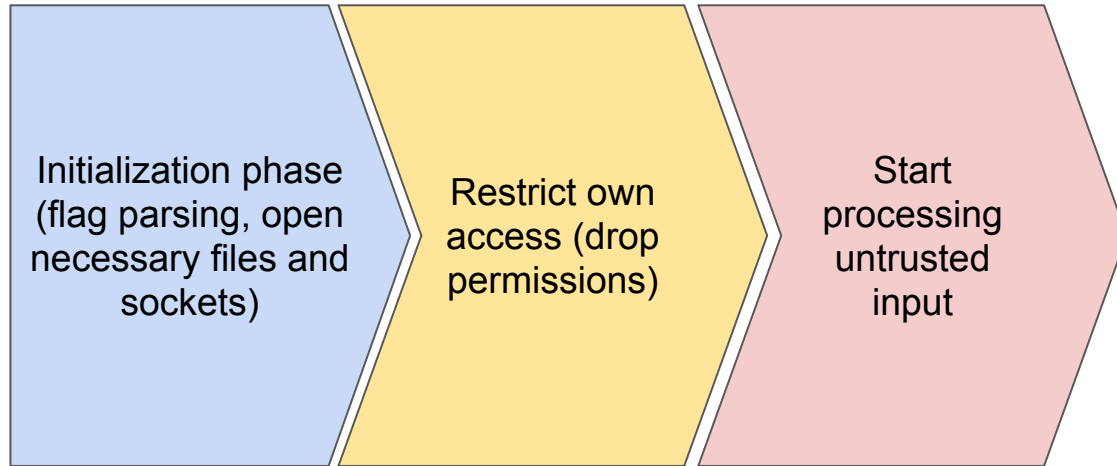 Initialization phase
(flag parsing, open
necessary files and
sockets)
Restrict own
access (drop
permissions)
Start
processing
untrusted
input